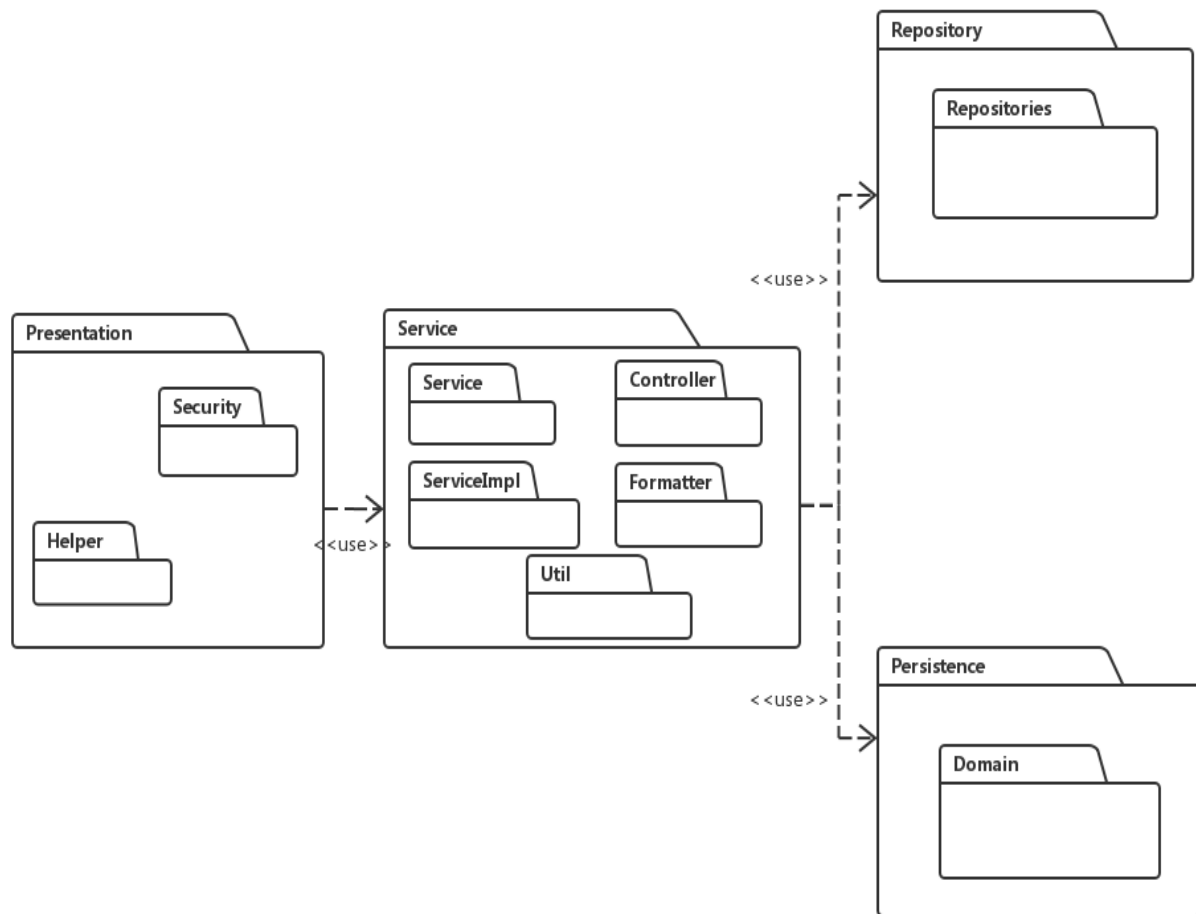 Repository
Repositories
<<use>>
Presentation
Security
Helper
<<use>>
Service
Service
Controller
ServiceImpl
Formatter
Util
<<use>>
Persistence
Domain